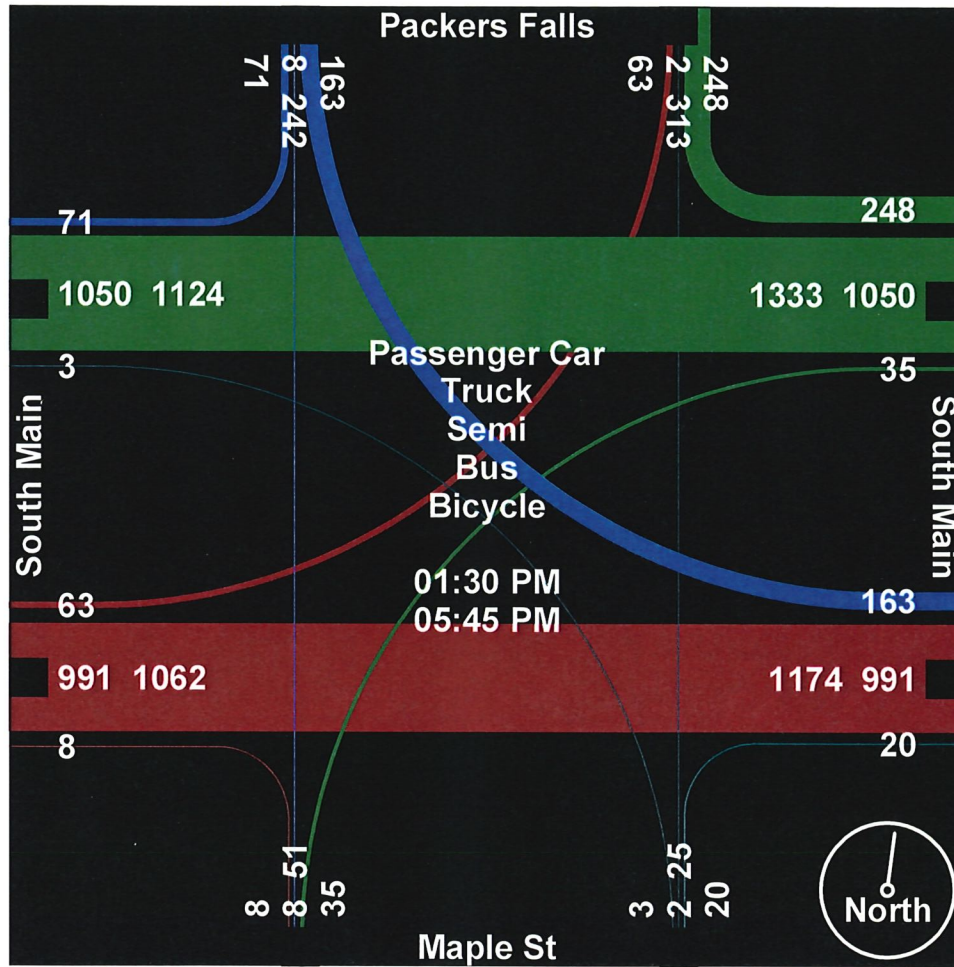 Packers Falls
71
8 242
163
63
2 313
248
71
248
1050 1124
1333 1050
3
35
Passenger Car
Truck
Semi
Bus
Bicycle
South Main
South Main
01:30 PM
05:45 PM
63
163
991 1062
1174 991
8
20
8
8 51
35
3
2 25
20
North
Maple St